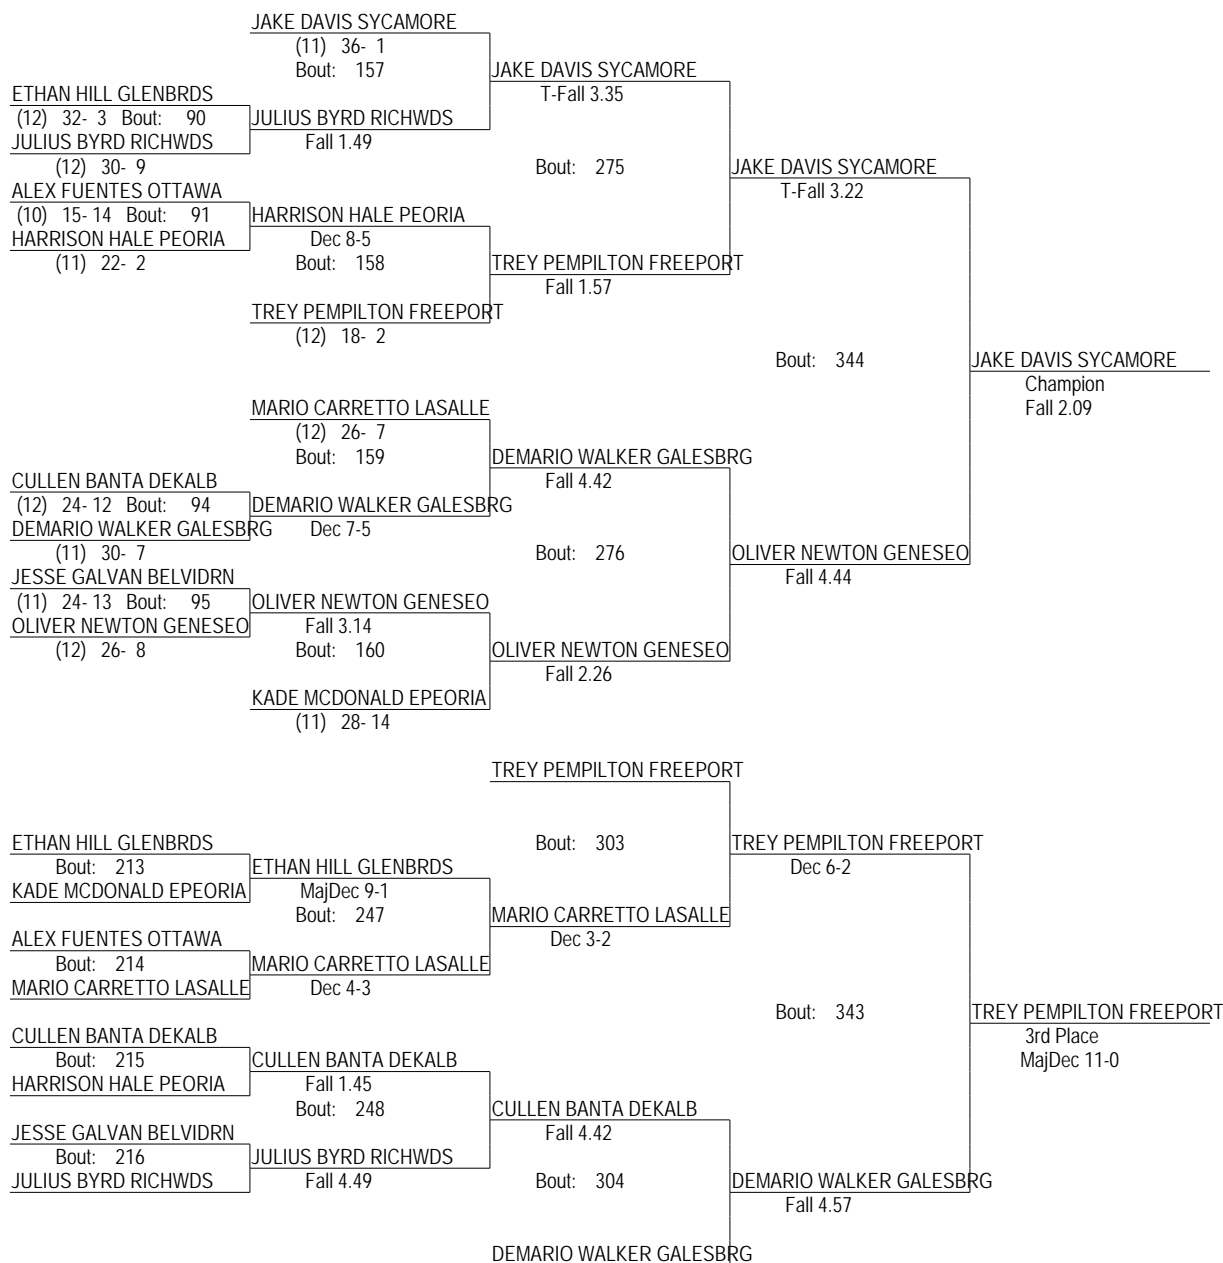 JAKE DAVIS SYCAMORE
(11) 36- 1
Bout: 157
JAKE DAVIS SYCAMORE
T-Fall 3.35
ETHAN HILL GLENBRDS
(12) 32- 3 Bout: 90
JULIUS BYRD RICHWDS
Fall 1.49
JULIUS BYRD RICHWDS
(12) 30- 9
Bout: 275
JAKE DAVIS SYCAMORE
T-Fall 3.22
ALEX FUENTES OTTAWA
(10) 15- 14 Bout: 91
HARRISON HALE PEORIA
Dec 8-5
HARRISON HALE PEORIA
(11) 22- 2
Bout: 158
TREY PEMPILTON FREEPORT
Fall 1.57
TREY PEMPILTON FREEPORT
(12) 18- 2
Bout: 344
JAKE DAVIS SYCAMORE
Champion
Fall 2.09
MARIO CARRETTO LASALLE
(12) 26- 7
Bout: 159
DEMARIO WALKER GALESBRG
Fall 4.42
CULLEN BANTA DEKALB
(12) 24- 12 Bout: 94
DEMARIO WALKER GALESBRG
Dec 7-5
DEMARIO WALKER GALESBRG
(11) 30- 7
Bout: 276
OLIVER NEWTON GENESEO
Fall 4.44
JESSE GALVAN BELVIDRN
(11) 24- 13 Bout: 95
OLIVER NEWTON GENESEO
Fall 3.14
OLIVER NEWTON GENESEO
(12) 26- 8
Bout: 160
OLIVER NEWTON GENESEO
Fall 2.26
KADE MCDONALD EPEORIA
(11) 28- 14
TREY PEMPILTON FREEPORT
Bout: 303
TREY PEMPILTON FREEPORT
Dec 6-2
ETHAN HILL GLENBRDS
Bout: 213
ETHAN HILL GLENBRDS
MajDec 9-1
KADE MCDONALD EPEORIA
Bout: 247
MARIO CARRETTO LASALLE
Dec 3-2
ALEX FUENTES OTTAWA
Bout: 214
MARIO CARRETTO LASALLE
Dec 4-3
MARIO CARRETTO LASALLE
Bout: 343
TREY PEMPILTON FREEPORT
3rd Place
MajDec 11-0
CULLEN BANTA DEKALB
Bout: 215
CULLEN BANTA DEKALB
Fall 1.45
HARRISON HALE PEORIA
Bout: 248
CULLEN BANTA DEKALB
Fall 4.42
JESSE GALVAN BELVIDRN
Bout: 216
JULIUS BYRD RICHWDS
Fall 4.49
JULIUS BYRD RICHWDS
Bout: 304
DEMARIO WALKER GALESBRG
Fall 4.57
DEMARIO WALKER GALESBRG